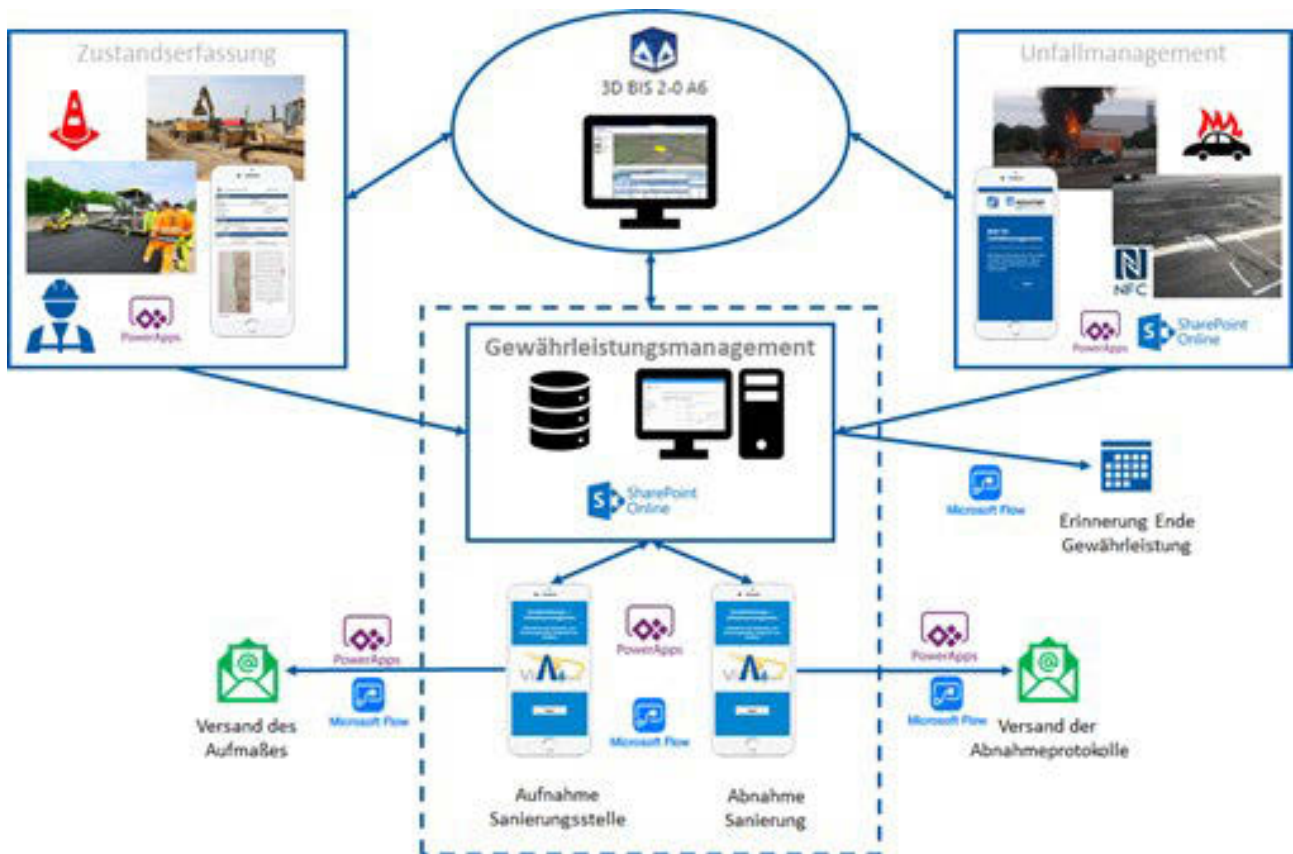 Zustandserfassung
PowerApps
3D BIS 2-0 A6
Unfallmanagement
NFC
PowerApps
SharePoint
Online
Gewährleistungsmanagement
SharePoint
Online
Microsoft Flow
Erinnerung Ende
Gewährleistung
PowerApps
Microsoft Flow
Versand des
Aufmaßes
PowerApps
Microsoft Flow
Aufnahme
Sanierungsstelle
Abnahme
Sanierung
PowerApps
Microsoft Flow
Versand der
Abnahmeprotokolle